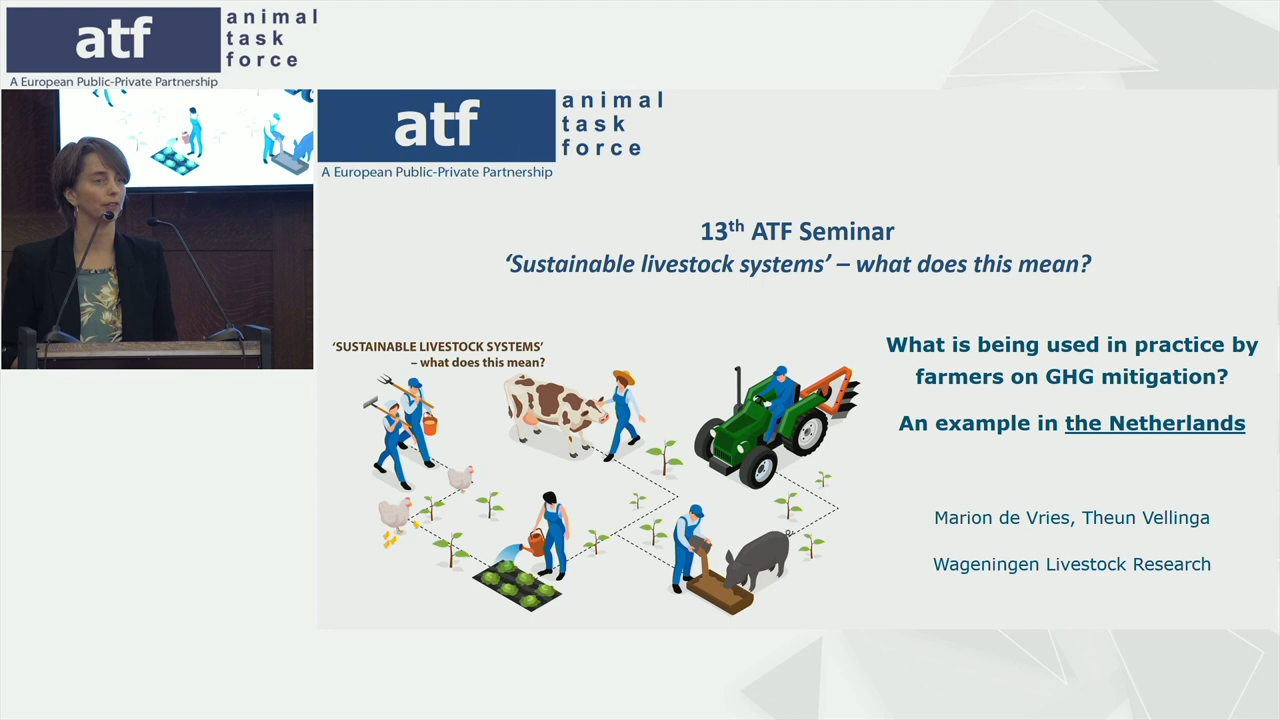 atf
animal
task
force
A European Public-Private Partnership
atf
animal
task
force
A European Public-Private Partnership
13th ATF Seminar
‘Sustainable livestock systems’ – what does this mean?
‘SUSTAINABLE LIVESTOCK SYSTEMS’
– what does this mean?
What is being used in practice by
farmers on GHG mitigation?
An example in the Netherlands
Marion de Vries, Theun Vellinga
Wageningen Livestock Research